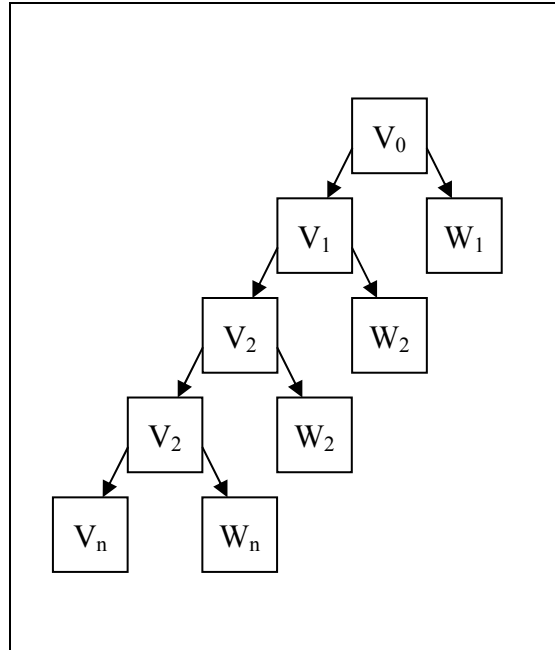 V₀
V₁ W₁
V₂ W₂
V₂ W₂
Vₙ Wₙ